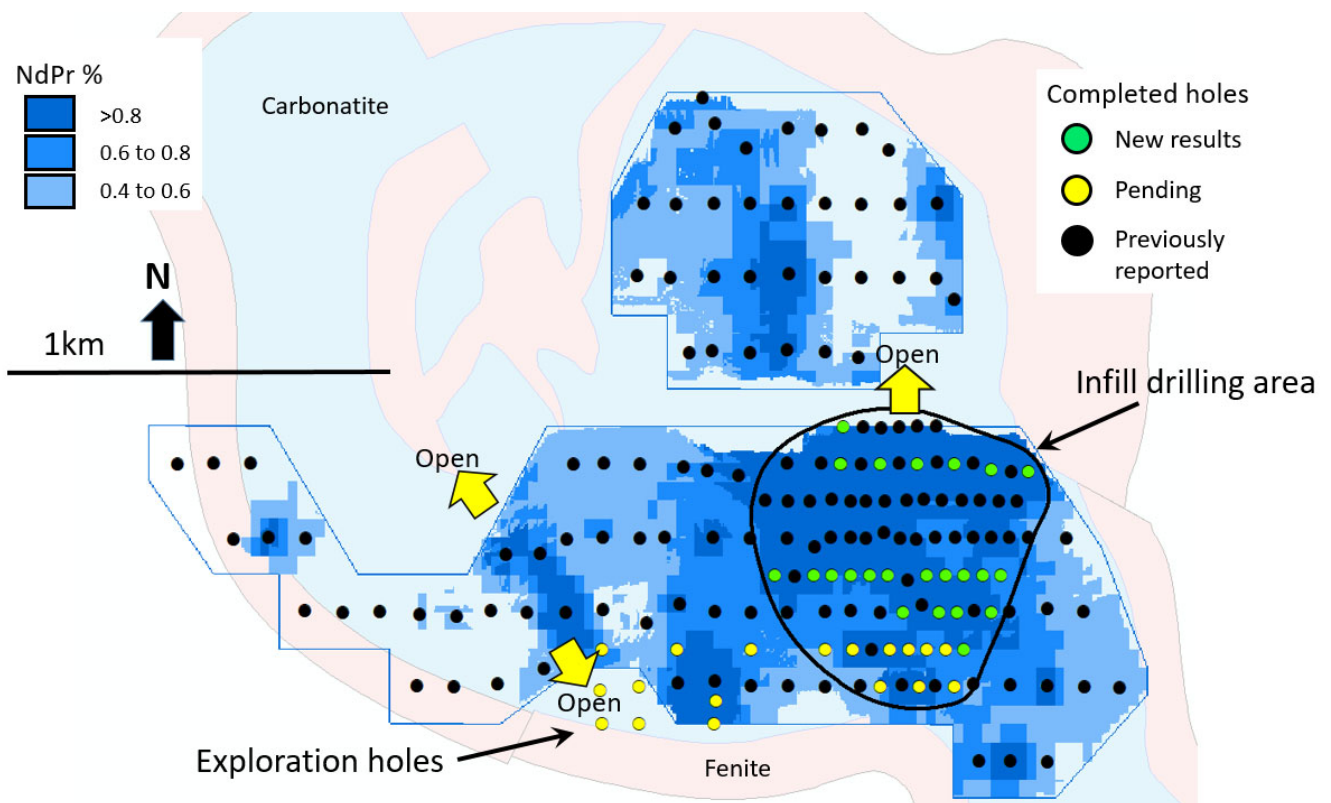 NdPr %
>0.8
0.6 to 0.8
0.4 to 0.6
Carbonatite
Completed holes
New results
Pending
Previously
reported
N
1km
Open
Infill drilling area
Open
Open
Exploration holes
Fenite